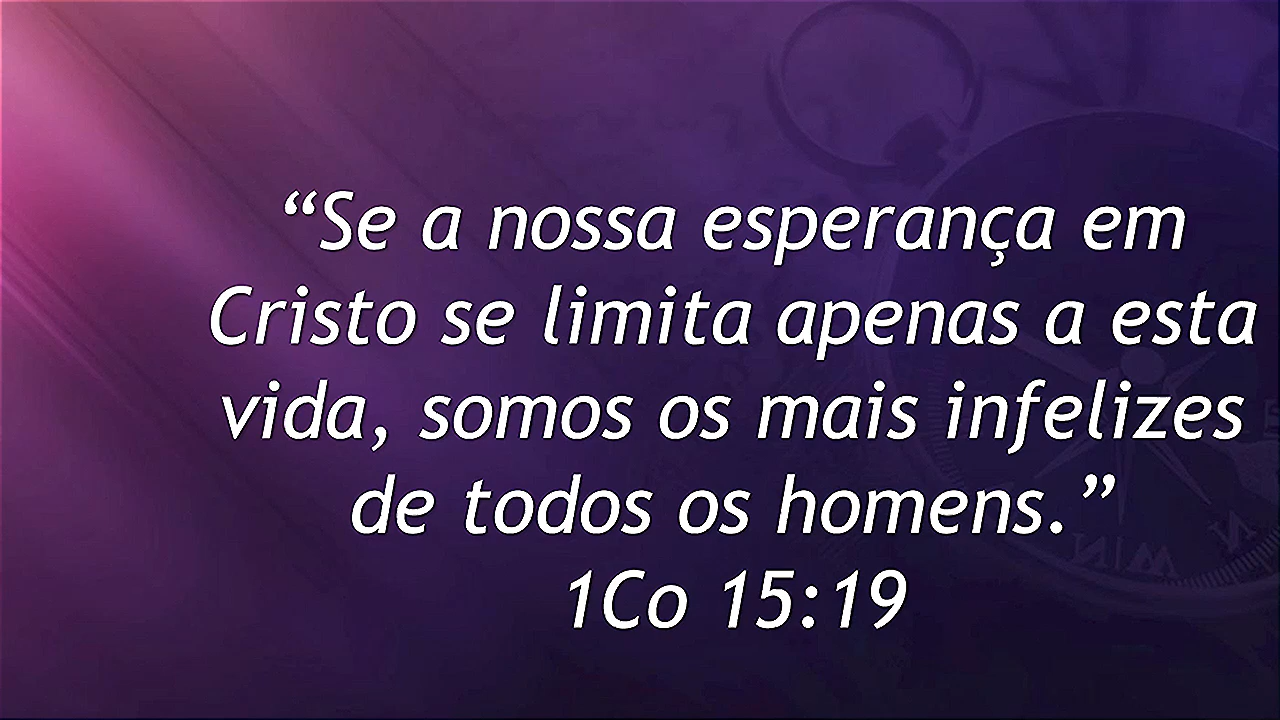 “Se a nossa esperança em
Cristo se limita apenas a esta
vida, somos os mais infelizes
de todos os homens.”
1Co 15:19